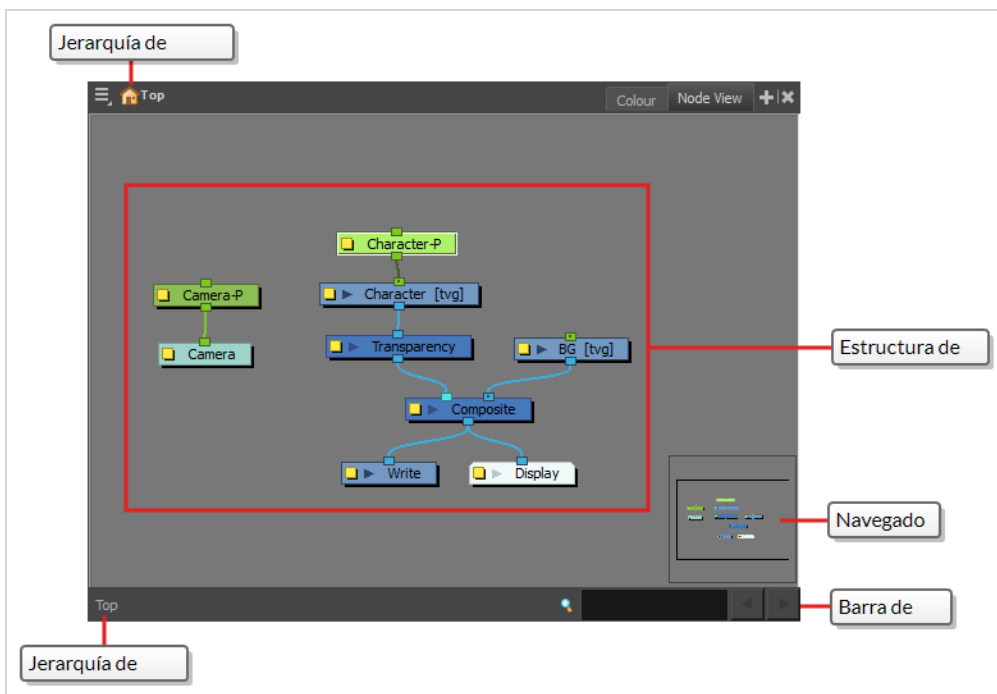 Jerarquía de
Top
Colour
Node View
Character-P
Camera-P
Character [tvg]
Camera
Transparency
BG [tvg]
Estructura de
Composite
Write
Display
Navegado
Top
Barra de
Jerarquía de